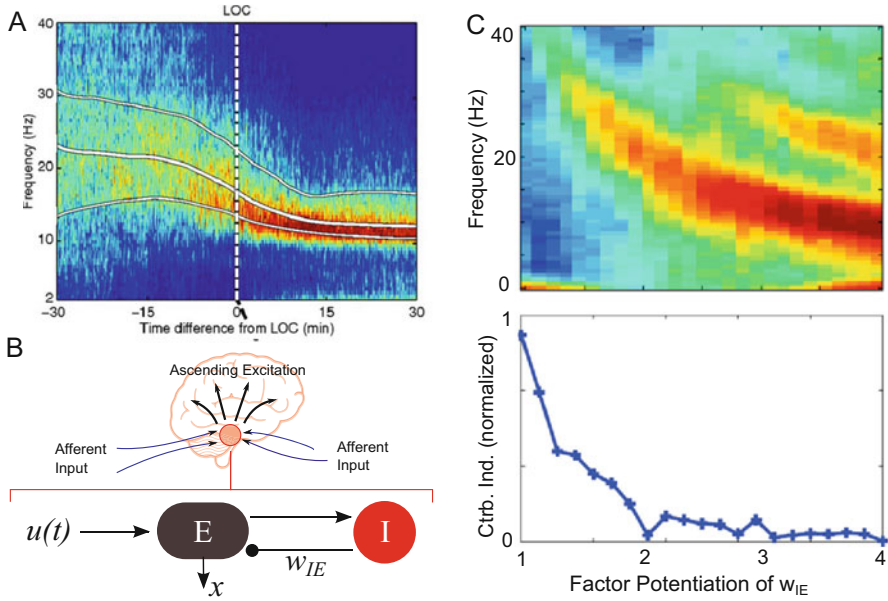 A
LOC
40
30
20
10
2
Frequency (Hz)
-30
-15
0
15
30
Time difference from LOC (min)
B
Ascending Excitation
Afferent
Input
Afferent
Input
u(t)
E
I
w_IE
x
C
40
20
0
Frequency (Hz)
1
0
Ctrb. Ind. (normalized)
1
2
3
4
Factor Potentiation of w_IE